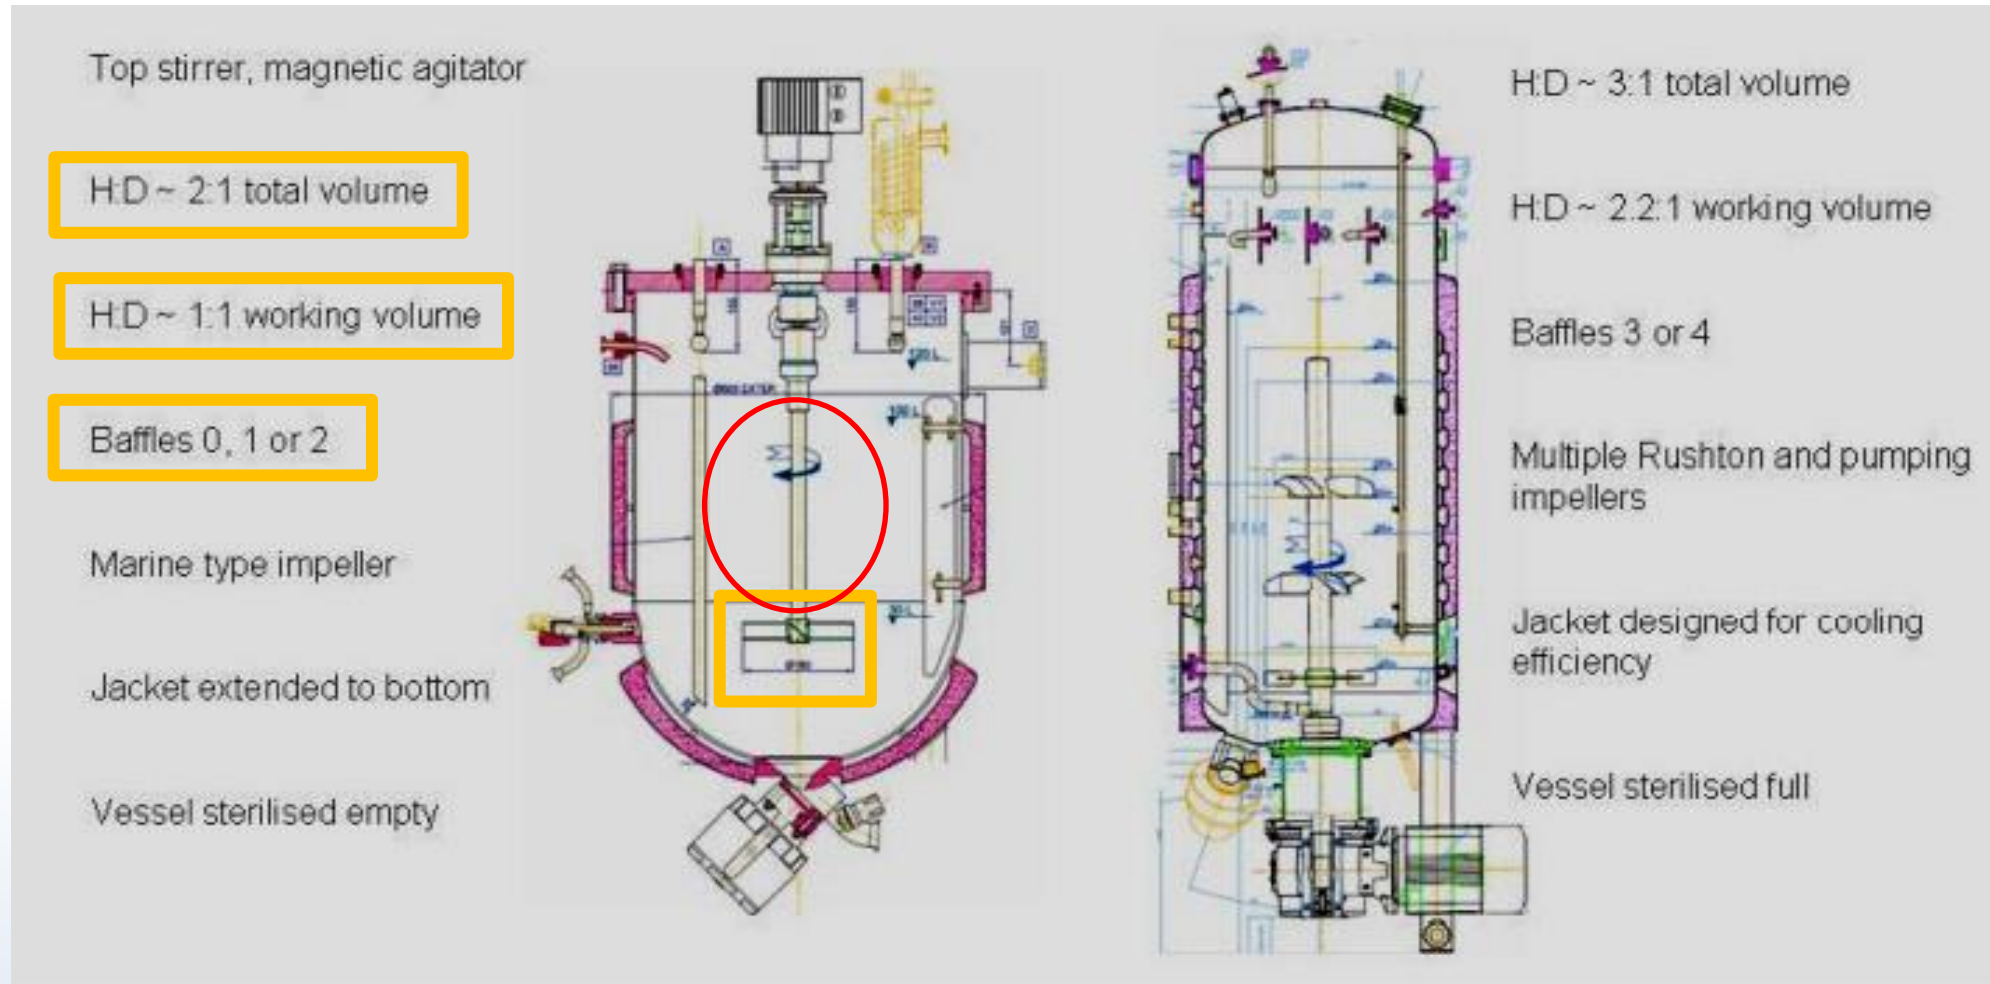 Top stirrer, magnetic agitator
H:D ~ 2:1 total volume
H:D ~ 1:1 working volume
Baffles 0, 1 or 2
Marine type impeller
Jacket extended to bottom
Vessel sterilised empty
120 L
100 L
M
M
H:D ~ 3:1 total volume
H:D ~ 2.2:1 working volume
Baffles 3 or 4
Multiple Rushton and pumping
impellers
Jacket designed for cooling
efficiency
Vessel sterilised full